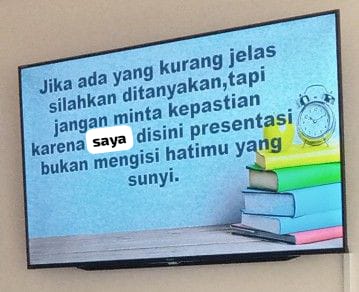 Jika ada yang kurang jelas
silahkan ditanyakan,tapi
jangan minta kepastian
karena saya disini presentasi
bukan mengisi hatimu yang
sunyi.